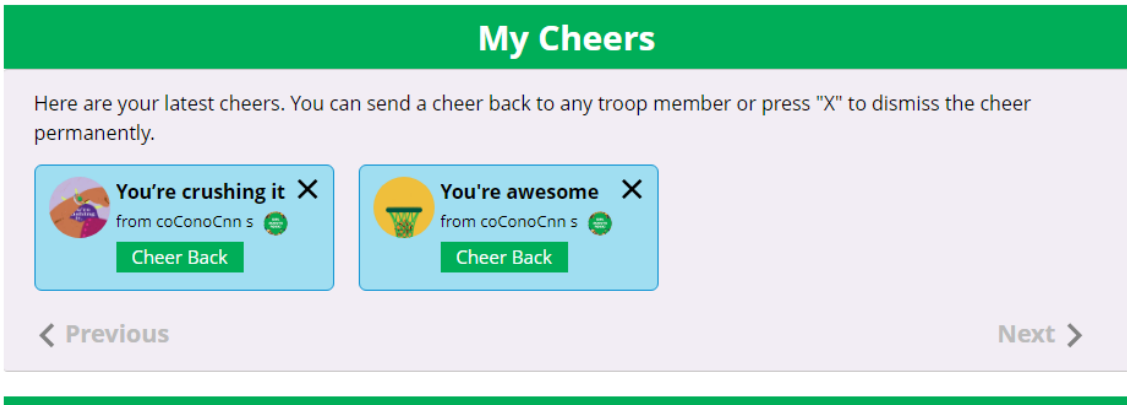 My Cheers
Here are your latest cheers. You can send a cheer back to any troop member or press "X" to dismiss the cheer
permanently.
You’re crushing it
from coConoCnn s
Cheer Back
You're awesome
from coConoCnn s
Cheer Back
Previous
Next